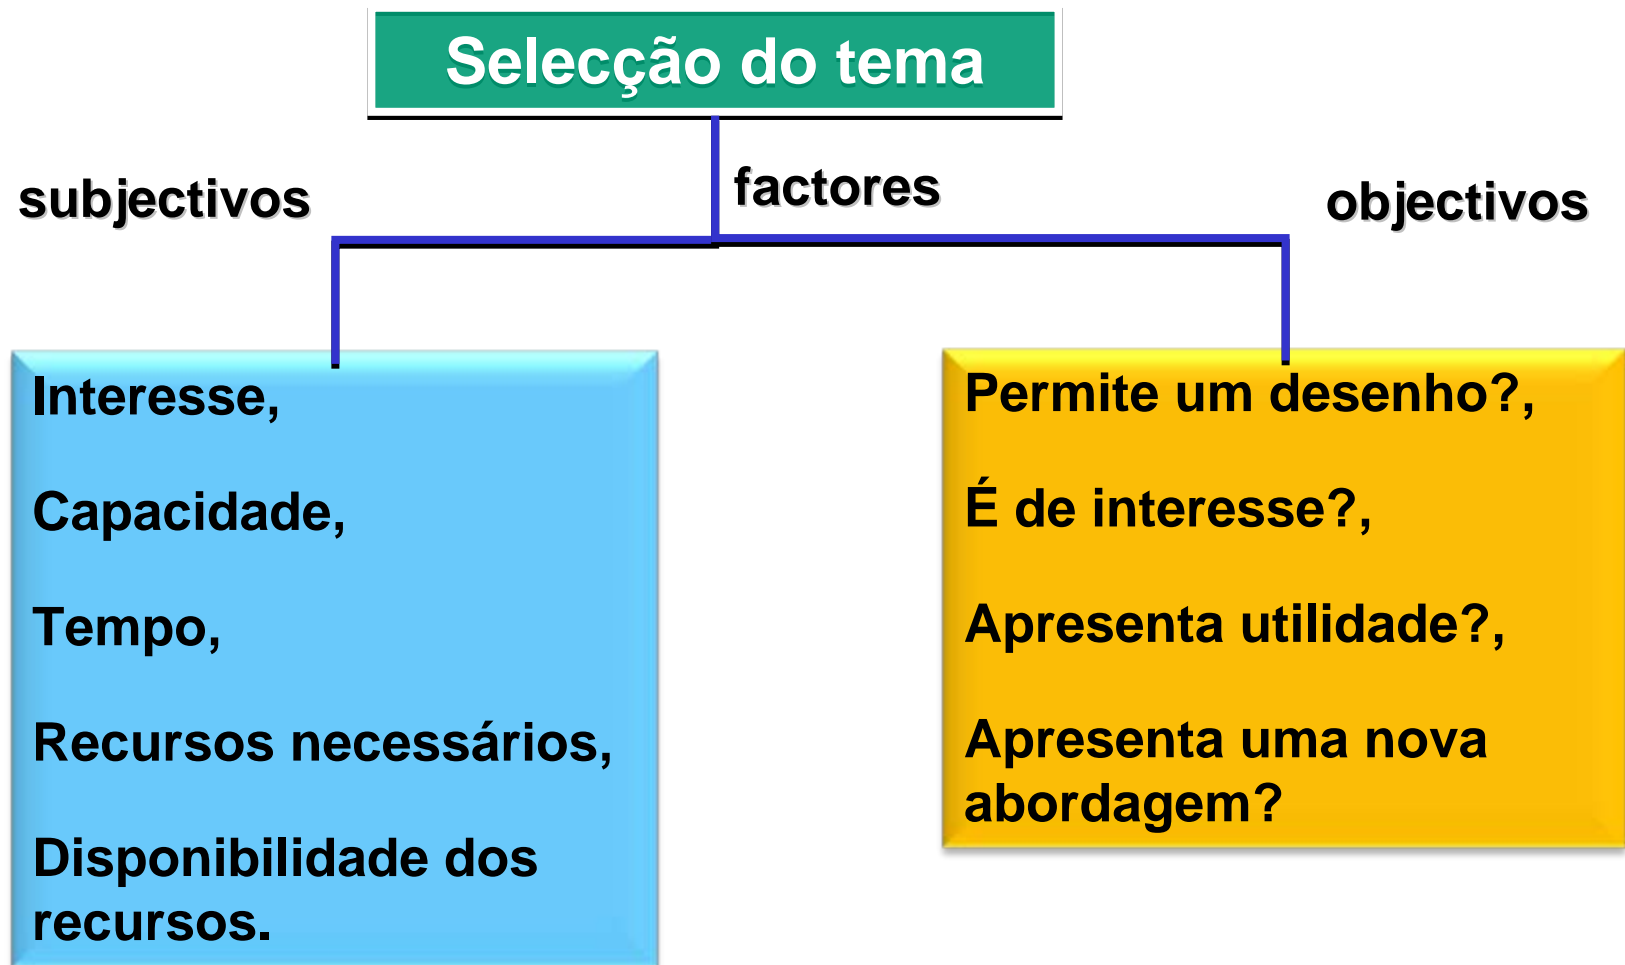 Selecção do tema
subjectivos
factores
objectivos
Interesse,
Capacidade,
Tempo,
Recursos necessários,
Disponibilidade dos
recursos.
Permite um desenho?,
É de interesse?,
Apresenta utilidade?,
Apresenta uma nova
abordagem?